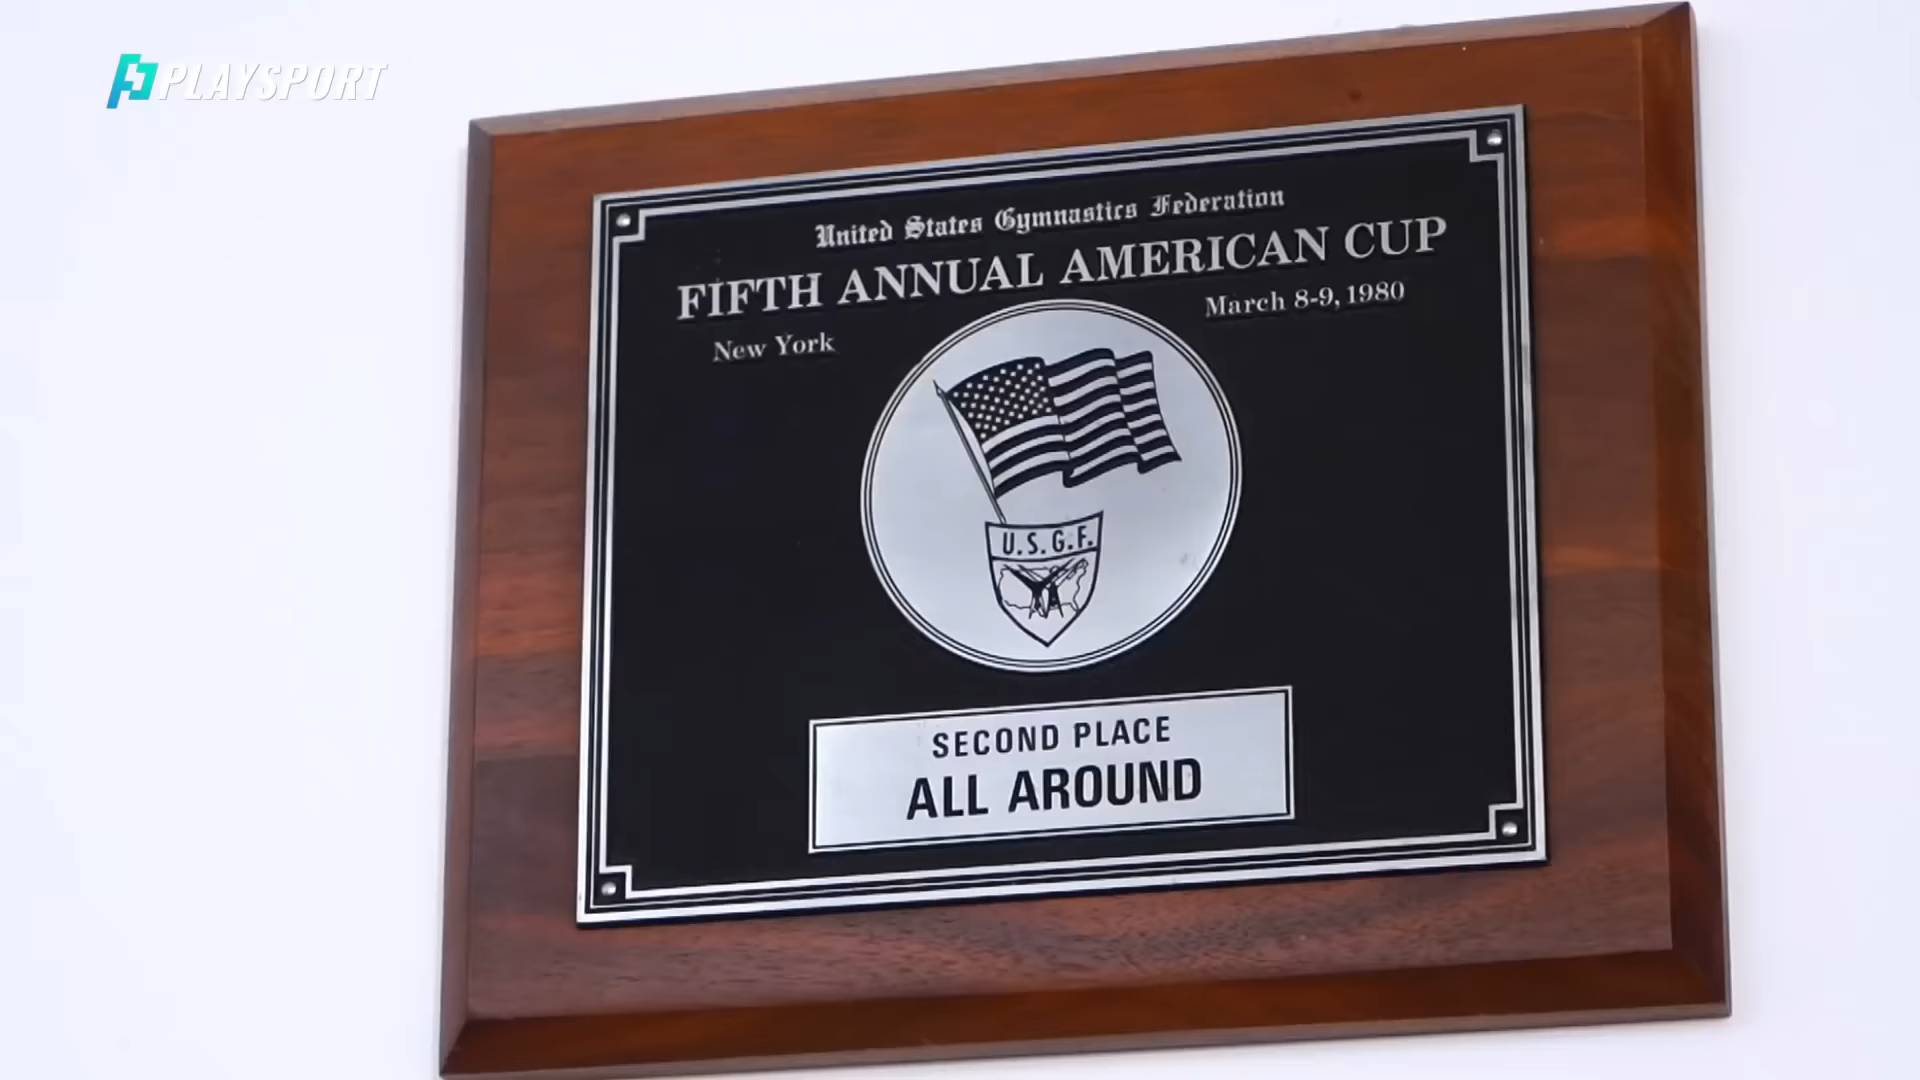 PLAYSPORT
United States Gymnastics Federation
FIFTH ANNUAL AMERICAN CUP
New York
March 8-9, 1980
U.S.G.F.
SECOND PLACE
ALL AROUND